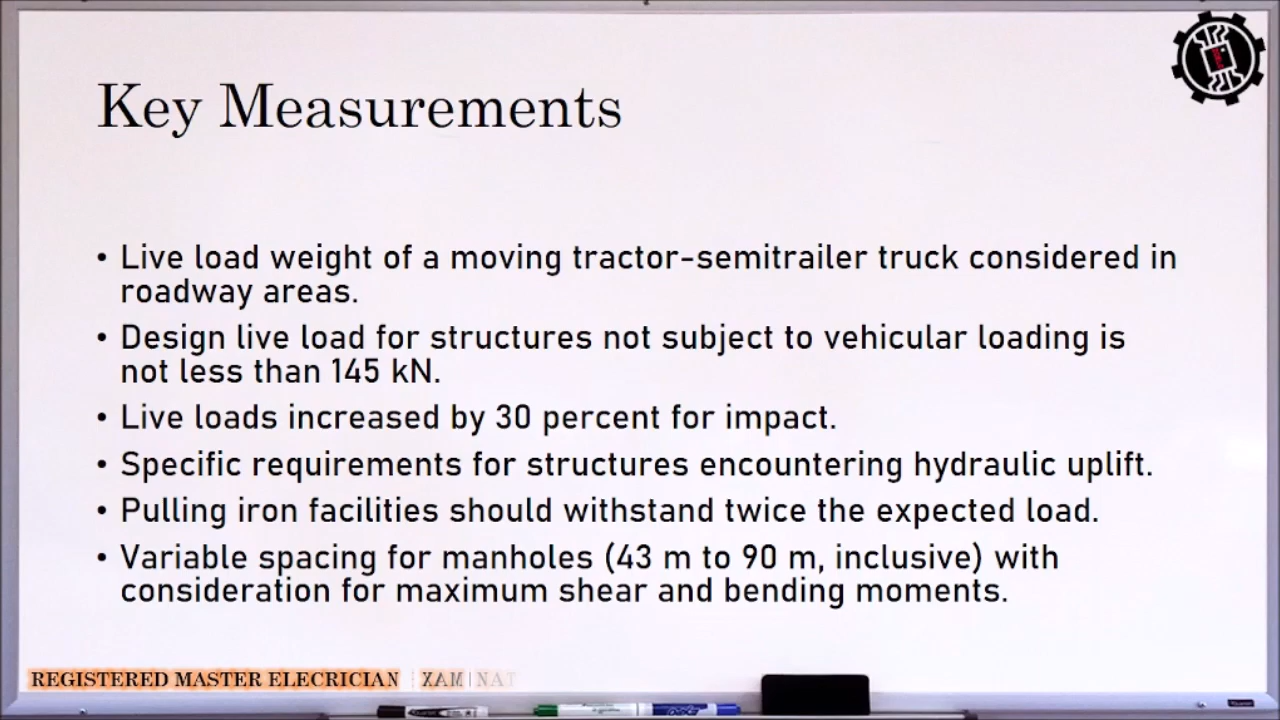 Key Measurements
• Live load weight of a moving tractor-semitrailer truck considered in
roadway areas.
• Design live load for structures not subject to vehicular loading is
not less than 145 kN.
• Live loads increased by 30 percent for impact.
• Specific requirements for structures encountering hydraulic uplift.
• Pulling iron facilities should withstand twice the expected load.
• Variable spacing for manholes (43 m to 90 m, inclusive) with
consideration for maximum shear and bending moments.
REGISTERED MASTER ELECRICIAN XAMINAT